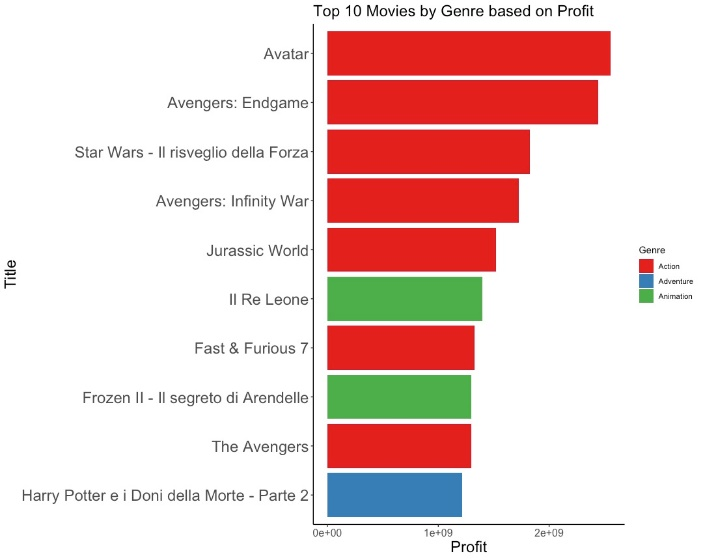 Top 10 Movies by Genre based on Profit
Avatar
Avengers: Endgame
Star Wars - Il risveglio della Forza
Avengers: Infinity War
Jurassic World
Il Re Leone
Fast & Furious 7
Frozen II - Il segreto di Arendelle
The Avengers
Harry Potter e i Doni della Morte - Parte 2
Title
0e+00
1e+09
2e+09
Profit
Genre
Action
Adventure
Animation